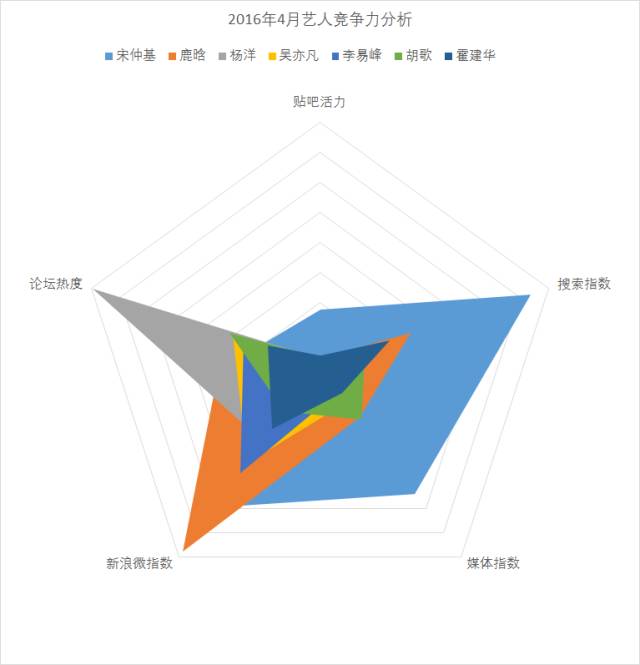 2016年4月艺人竞争力分析
宋仲基 鹿晗 杨洋 吴亦凡 李易峰 胡歌 霍建华
贴吧活力
论坛热度
搜索指数
新浪微指数
媒体指数